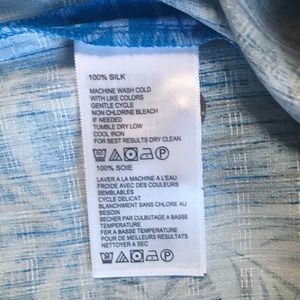 100% SILK
MACHINE WASH COLD
WITH LIKE COLORS
GENTLE CYCLE
NON CHLORINE BLEACH
IF NEEDED
TUMBLE DRY LOW
COOL IRON
FOR BEST RESULTS DRY CLEAN
100% SOIE
LAVER A LA MACHINE A L'EAU
FROIDE AVEC DES COULEURS
SEMBLABLES
CYCLE DELICAT
BLANCHIMENT SANS CHLORE AU
BESOIN
SECHER PAR CULBUTAGE A BASSE
TEMPERATURE
FER A BASSE TEMPERATURE
POUR DE MEILLEURS RESULTATS
NETTOYER A SEC